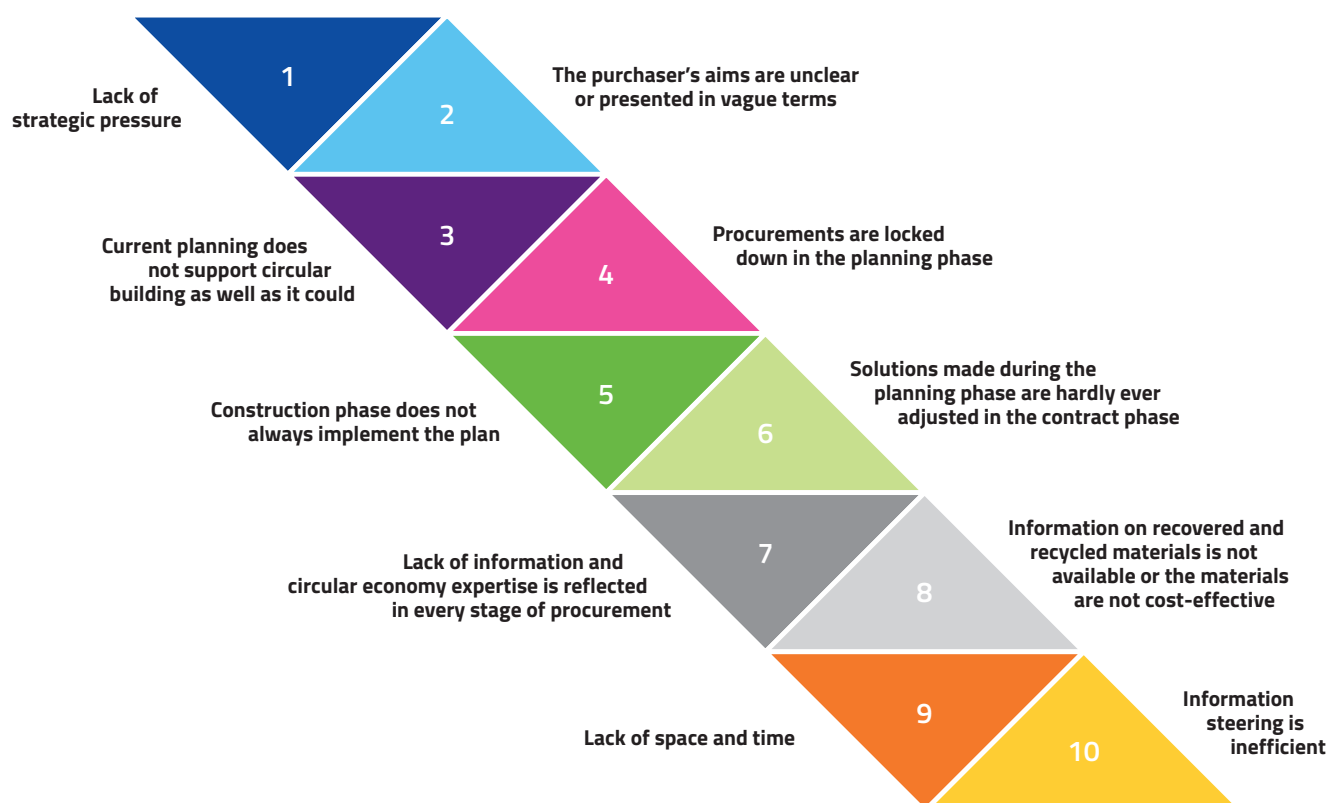 1
Lack of
strategic pressure
2
The purchaser’s aims are unclear
or presented in vague terms
3
Current planning does
not support circular
building as well as it could
4
Procurements are locked
down in the planning phase
5
Construction phase does not
always implement the plan
6
Solutions made during the
planning phase are hardly ever
adjusted in the contract phase
7
Lack of information and
circular economy expertise is reflected
in every stage of procurement
8
Information on recovered and
recycled materials is not
available or the materials
are not cost-effective
9
Lack of space and time
10
Information
steering is
inefficient